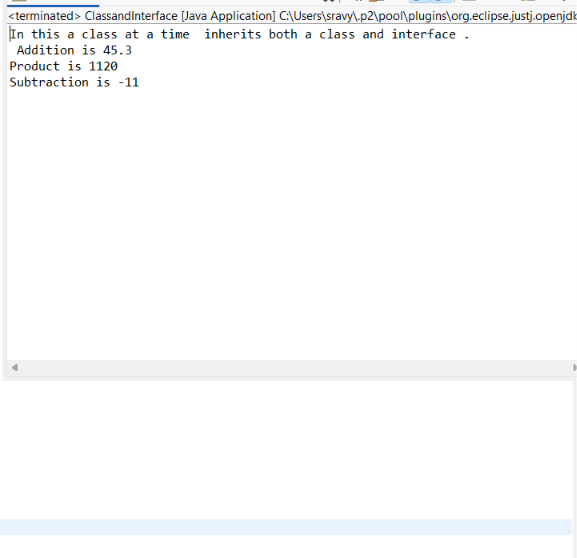 <terminated> ClassandInterface [Java Application] C:\Users\sravy\.p2\pool\plugins\org.eclipse.justj.openjdk
In this a class at a time  inherits both a class and interface .
 Addition is 45.3
Product is 1120
Subtraction is -11